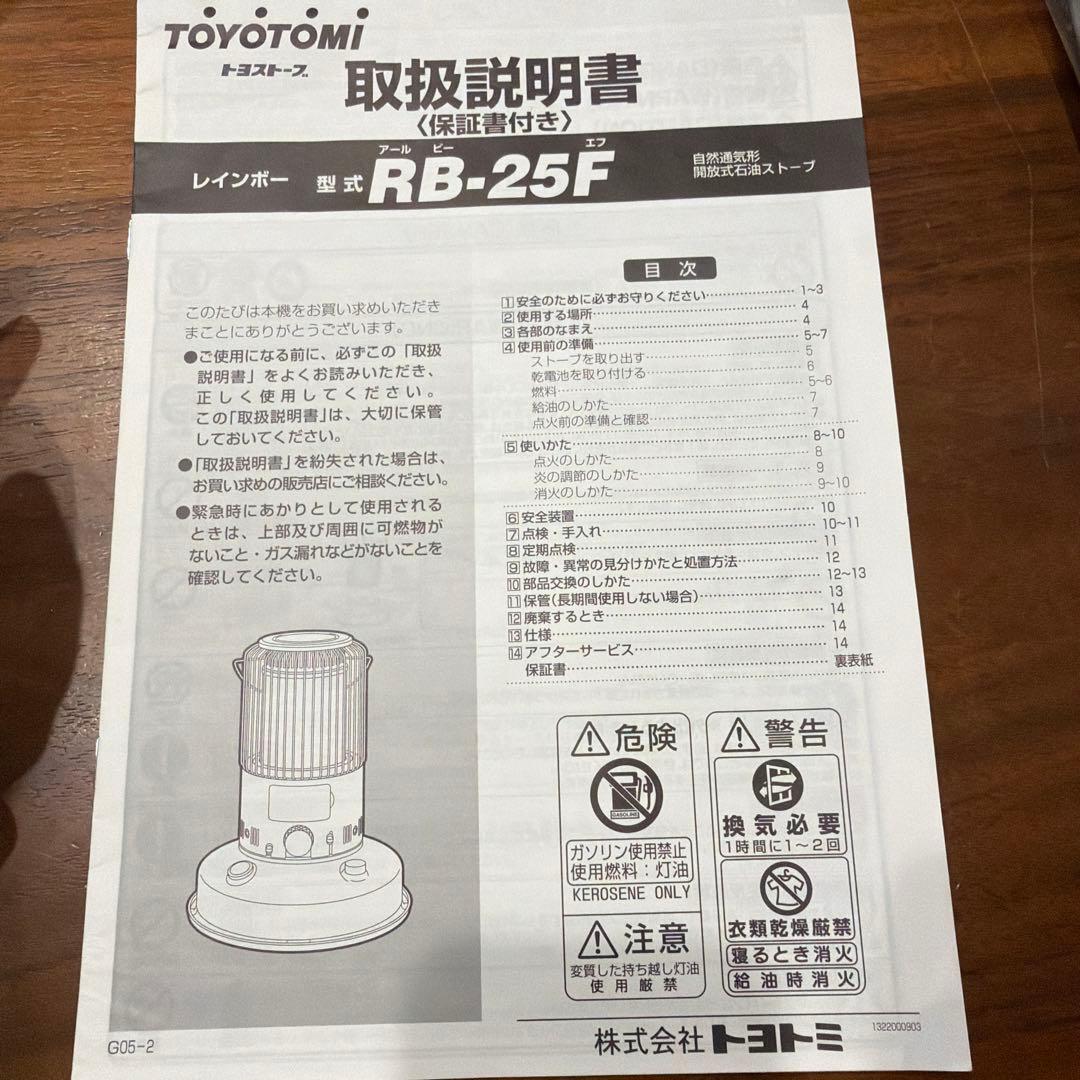 TOYOTOMi
トヨストーブ
取扱説明書
〈保証書付き〉
アール ビー エフ
レインボー 型式 RB-25F
自然通気形
開放式石油ストーブ
このたびは本機をお買い求めいただき
まことにありがとうございます。
●ご使用になる前に、必ずこの「取扱
説明書」をよくお読みいただき、
正しく使用してください。
この「取扱説明書」は、大切に保管
しておいてください。
●「取扱説明書」を紛失された場合は、
お買い求めの販売店にご相談ください。
●緊急時にあかりとして使用される
ときは、上部及び周囲に可燃物が
ないこと・ガス漏れなどがないことを
確認してください。
目次
1 安全のために必ずお守りください 1~3
2 使用する場所 4
3 各部のなまえ 4
4 使用前の準備 5~7
ストーブを取り出す 5
乾電池を取り付ける 6
燃料 5~6
給油のしかた 7
点火前の準備と確認 7
5 使いかた 8~10
点火のしかた 8
炎の調節のしかた 9
消火のしかた 9~10
6 安全装置 10
7 点検・手入れ 10~11
8 定期点検 11
9 故障・異常の見分けかたと処置方法 12
10 部品交換のしかた 12~13
11 保管(長期間使用しない場合) 13
12 廃棄するとき 14
13 仕様 14
14 アフターサービス 14
保証書 裏表紙
危険
GASOLINE
ガソリン使用禁止
使用燃料：灯油
KEROSENE ONLY
注意
変質した持ち越し灯油
使用厳禁
警告
換気必要
1時間に1~2回
衣類乾燥厳禁
寝るとき消火
給油時消火
G05-2
株式会社トヨトミ
1322000903